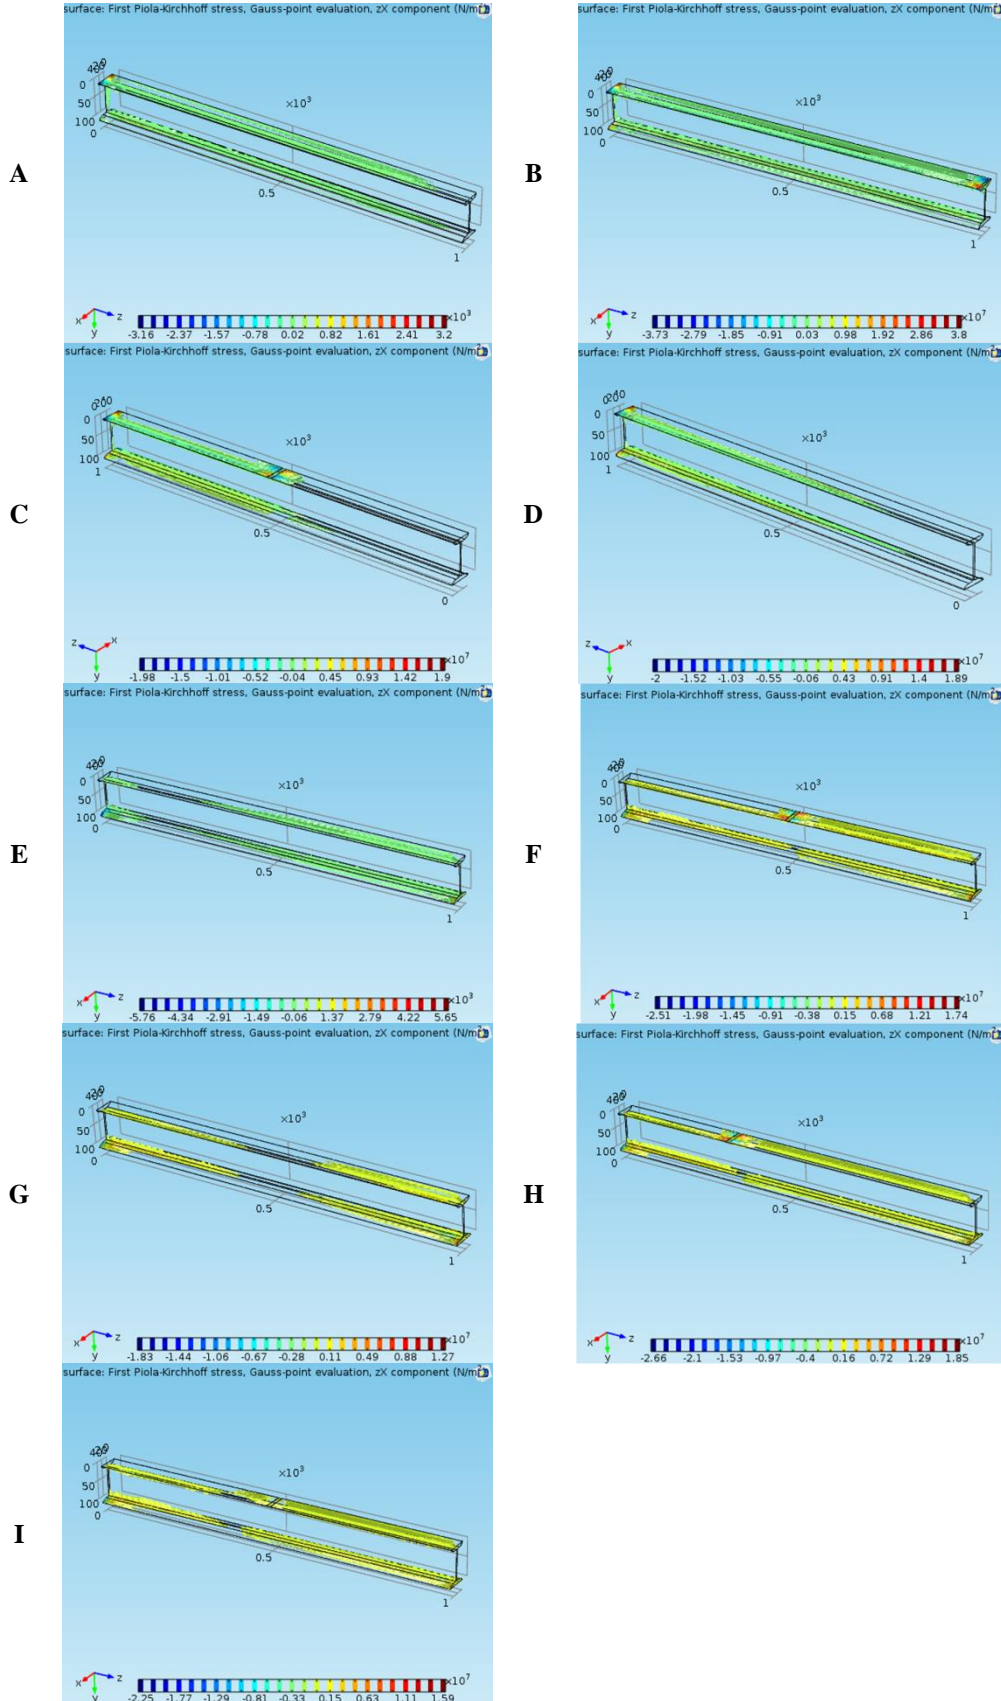 surface: First Piola-Kirchhoff stress, Gauss-point evaluation, zX component (N/m²
A
0
50
100
0
×10³
0.5
1
x y z
-3.16 -2.37 -1.57 -0.78 0.02 0.82 1.61 2.41 3.2
×10³
surface: First Piola-Kirchhoff stress, Gauss-point evaluation, zX component (N/m²
B
0
50
100
0
×10³
0.5
1
x y z
-3.73 -2.79 -1.85 -0.91 0.03 0.98 1.92 2.86 3.8
×10⁷
surface: First Piola-Kirchhoff stress, Gauss-point evaluation, zX component (N/m²
C
0
50
100
1
×10³
0.5
0
z x y
-1.98 -1.5 -1.01 -0.52 -0.04 0.45 0.93 1.42 1.9
×10⁷
surface: First Piola-Kirchhoff stress, Gauss-point evaluation, zX component (N/m²
D
0
50
100
1
×10³
0.5
0
z x y
-2 -1.52 -1.03 -0.55 -0.06 0.43 0.91 1.4 1.89
×10⁷
surface: First Piola-Kirchhoff stress, Gauss-point evaluation, zX component (N/m²
E
0
50
100
0
×10³
0.5
1
x y z
-5.76 -4.34 -2.91 -1.49 -0.06 1.37 2.79 4.22 5.65
×10³
surface: First Piola-Kirchhoff stress, Gauss-point evaluation, zX component (N/m²
F
0
50
100
0
×10³
0.5
1
x y z
-2.51 -1.98 -1.45 -0.91 -0.38 0.15 0.68 1.21 1.74
×10⁷
surface: First Piola-Kirchhoff stress, Gauss-point evaluation, zX component (N/m²
G
0
50
100
0
×10³
0.5
1
x y z
-1.83 -1.44 -1.06 -0.67 -0.28 0.11 0.49 0.88 1.27
×10⁷
surface: First Piola-Kirchhoff stress, Gauss-point evaluation, zX component (N/m²
H
0
50
100
0
×10³
0.5
1
x y z
-2.66 -2.1 -1.53 -0.97 -0.4 0.16 0.72 1.29 1.85
×10⁷
surface: First Piola-Kirchhoff stress, Gauss-point evaluation, zX component (N/m²
I
0
50
100
0
×10³
0.5
1
x y z
-2.25 -1.77 -1.29 -0.81 -0.33 0.15 0.63 1.11 1.59
×10⁷